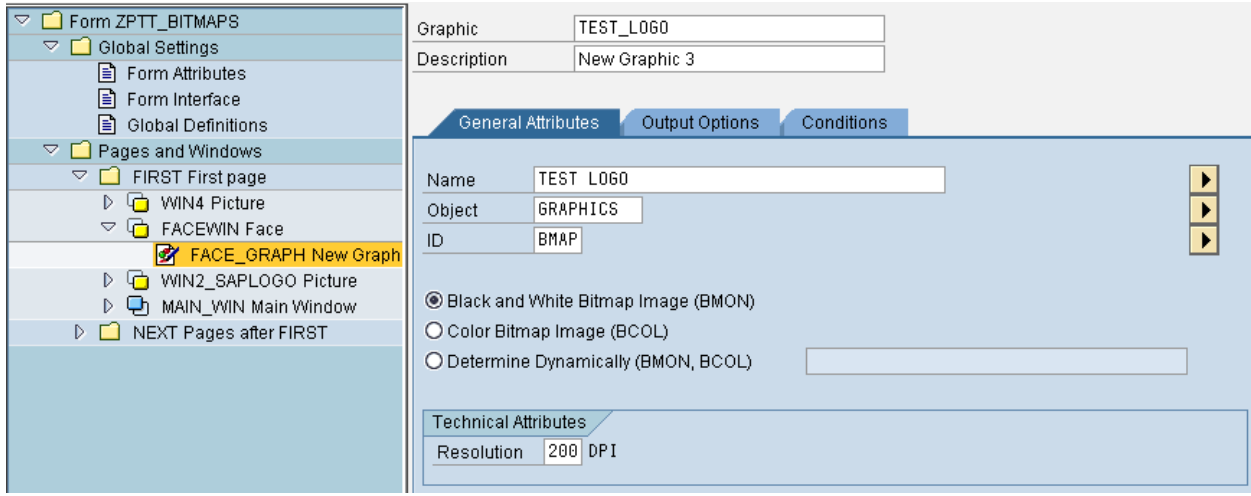 Form ZPTT_BITMAPS
Global Settings
Form Attributes
Form Interface
Global Definitions
Pages and Windows
FIRST First page
WIN4 Picture
FACEWIN Face
FACE_GRAPH New Graph
WIN2_SAPLOGO Picture
MAIN_WIN Main Window
NEXT Pages after FIRST
Graphic TEST_LOGO
Description New Graphic 3
General Attributes Output Options Conditions
Name TEST LOGO
Object GRAPHICS
ID BMAP
Black and White Bitmap Image (BMON)
Color Bitmap Image (BCOL)
Determine Dynamically (BMON, BCOL)
Technical Attributes
Resolution 200 DPI